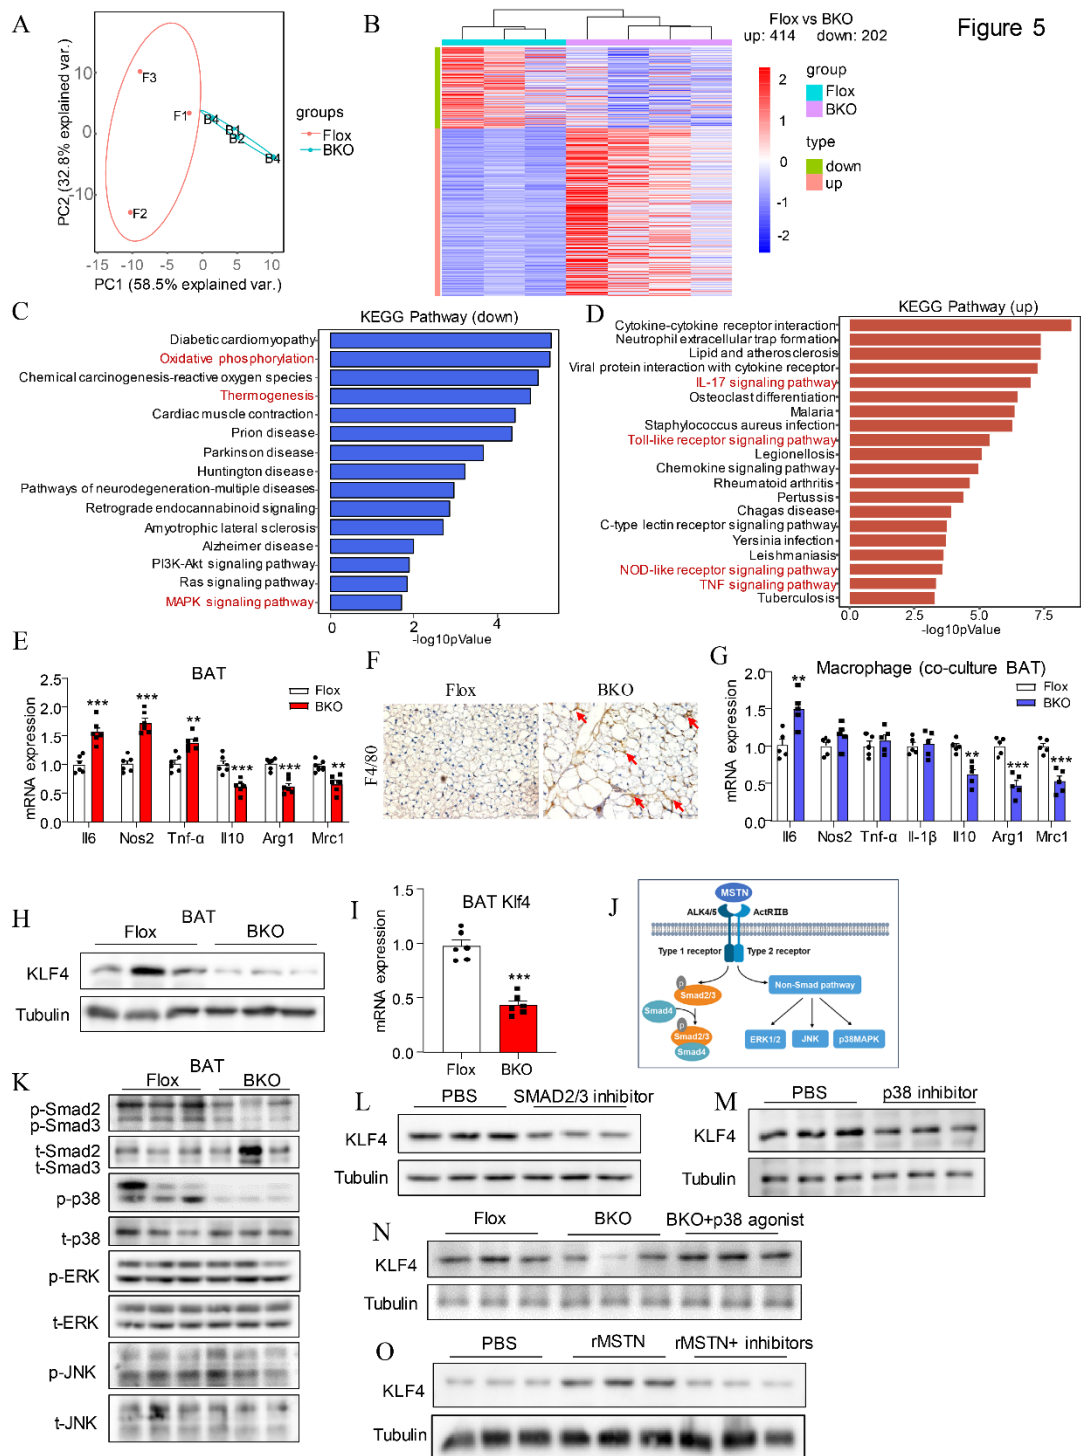 Figure 5
A
PC2 (32.8% explained var.)
10
0
-10
F3
F1
F2
B4
B1
B2
B4
-15 -10 -5 0 5 10
PC1 (58.5% explained var.)
groups
Flox
BKO
B
Flox vs BKO
up: 414 down: 202
2
1
0
-1
-2
group
Flox
BKO
type
down
up
C
KEGG Pathway (down)
Diabetic cardiomyopathy
Oxidative phosphorylation
Chemical carcinogenesis-reactive oxygen species
Thermogenesis
Cardiac muscle contraction
Prion disease
Parkinson disease
Huntington disease
Pathways of neurodegeneration-multiple diseases
Retrograde endocannabinoid signaling
Amyotrophic lateral sclerosis
Alzheimer disease
PI3K-Akt signaling pathway
Ras signaling pathway
MAPK signaling pathway
0 2 4
-log10pValue
D
KEGG Pathway (up)
Cytokine-cytokine receptor interaction
Neutrophil extracellular trap formation
Lipid and atherosclerosis
Viral protein interaction with cytokine receptor
IL-17 signaling pathway
Osteoclast differentiation
Malaria
Staphylococcus aureus infection
Toll-like receptor signaling pathway
Legionellosis
Chemokine signaling pathway
Rheumatoid arthritis
Pertussis
Chagas disease
C-type lectin receptor signaling pathway
Yersinia infection
Leishmaniasis
NOD-like receptor signaling pathway
TNF signaling pathway
Tuberculosis
0.0 2.5 5.0 7.5
-log10pValue
E
BAT
mRNA expression
2.5
2.0
1.5
1.0
0.5
0.0
*** *** ** *** *** **
Flox
BKO
Il6 Nos2 Tnf-α Il10 Arg1 Mrc1
F
Flox BKO
F4/80
G
Macrophage (co-culture BAT)
mRNA expression
2.0
1.5
1.0
0.5
0.0
** ** *** ***
Flox
BKO
Il6 Nos2 Tnf-α Il-1β Il10 Arg1 Mrc1
H
BAT
Flox BKO
KLF4
Tubulin
I
BAT Klf4
mRNA expression
1.5
1.0
0.5
0.0
***
Flox BKO
J
MSTN
ALK4/5 ActRIIB
Type 1 receptor Type 2 receptor
P
Smad2/3
Non-Smad pathway
Smad4
P
Smad2/3
Smad4
ERK1/2 JNK p38MAPK
K
BAT
Flox BKO
p-Smad2
p-Smad3
t-Smad2
t-Smad3
p-p38
t-p38
p-ERK
t-ERK
p-JNK
t-JNK
L
PBS SMAD2/3 inhibitor
KLF4
Tubulin
M
PBS p38 inhibitor
KLF4
Tubulin
N
Flox BKO BKO+p38 agonist
KLF4
Tubulin
O
PBS rMSTN rMSTN+ inhibitors
KLF4
Tubulin